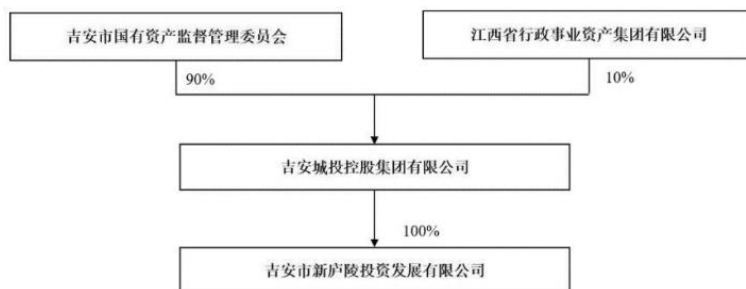 吉安市国有资产监督管理委员会
江西省行政事业资产集团有限公司
90%
10%
吉安城投控股集团有限公司
100%
吉安市新庐陵投资发展有限公司